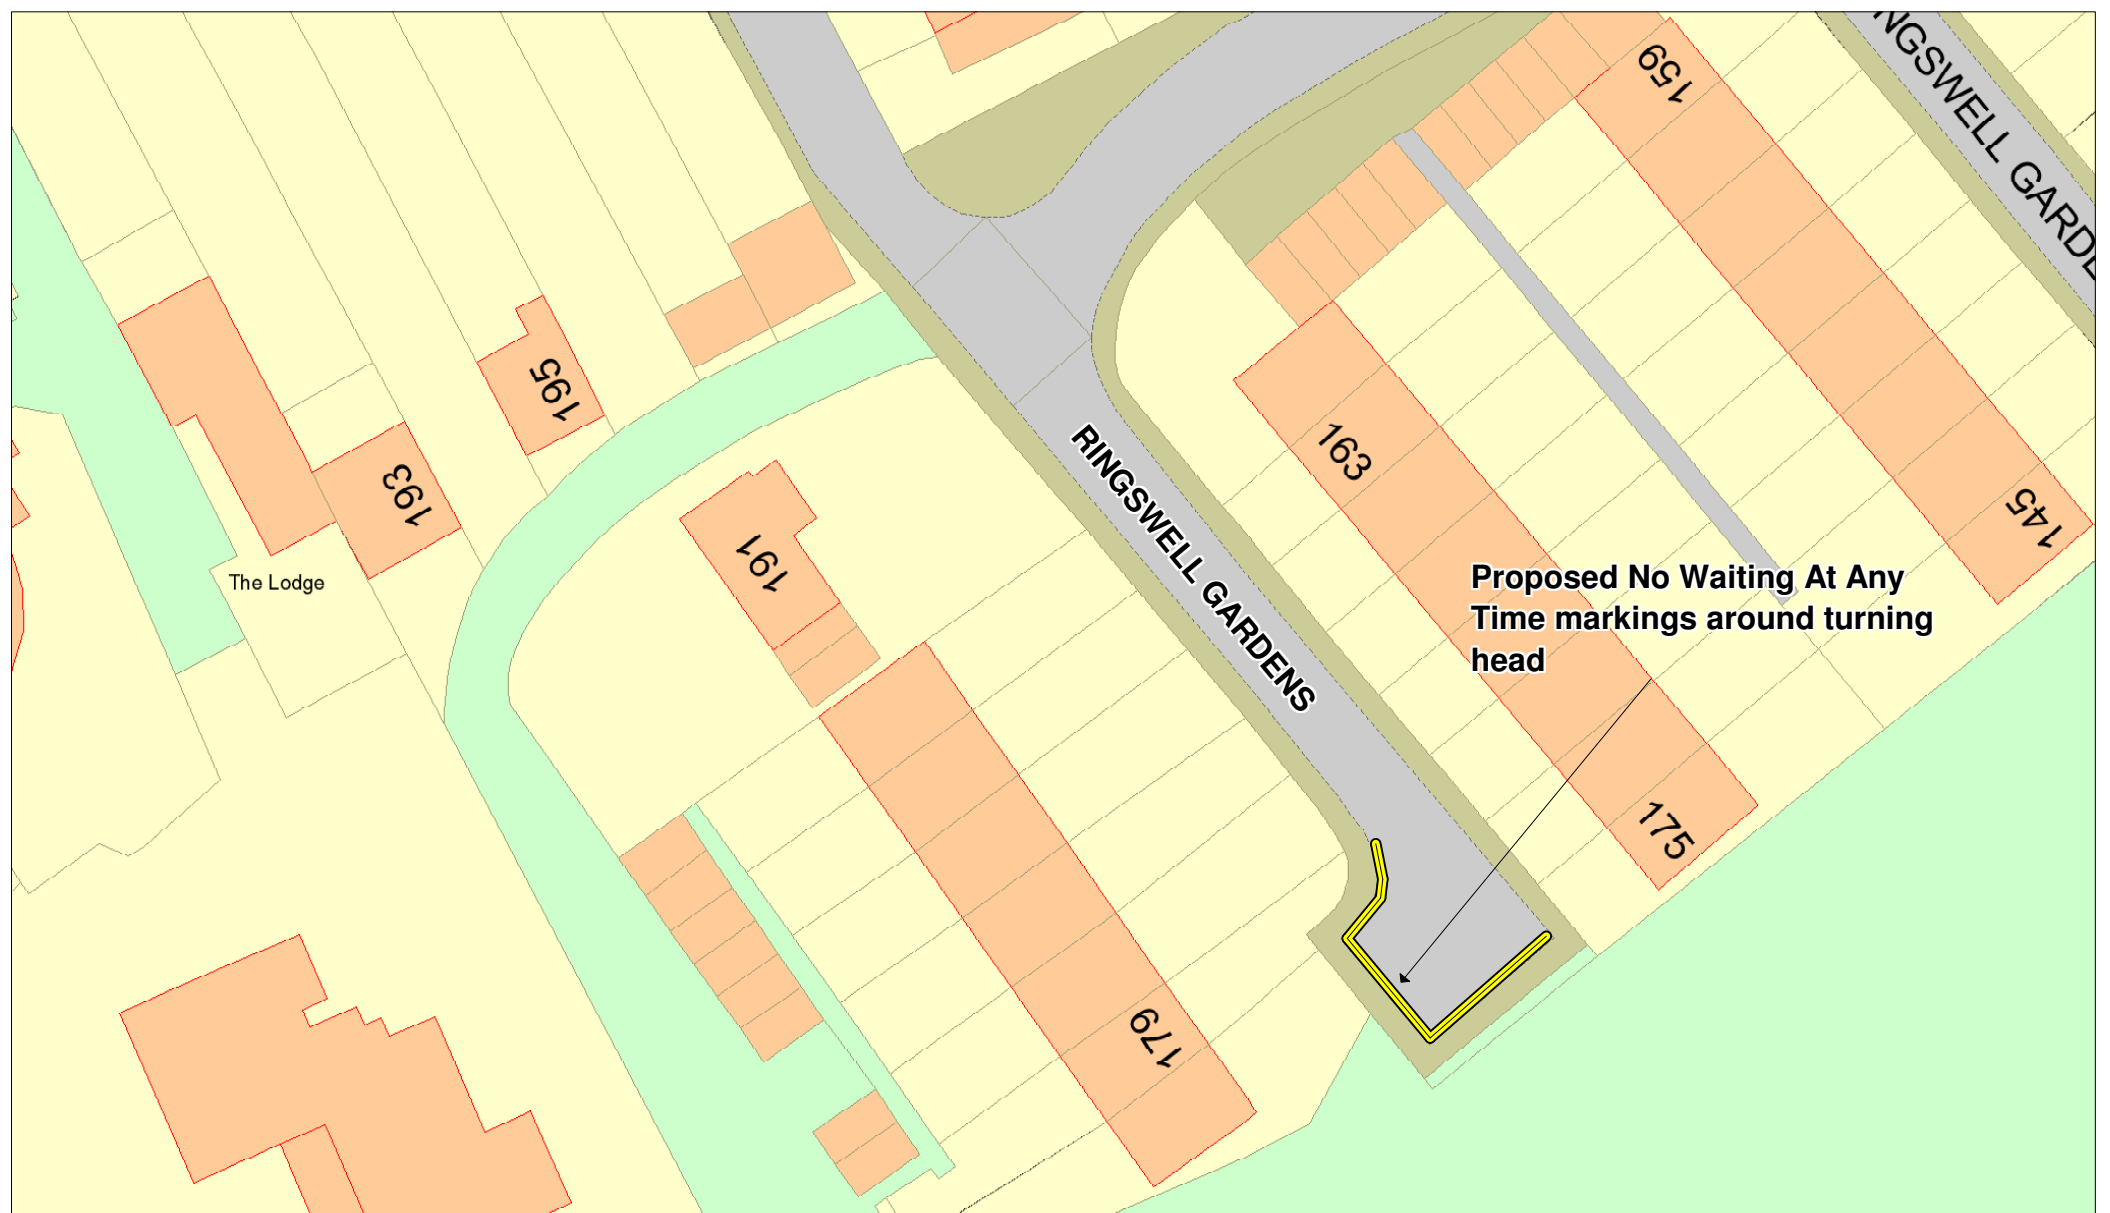 159
NGSWELL GARDE
195
193
163
RINGSWELL GARDENS
191
145
The Lodge
Proposed No Waiting At Any
Time markings around turning
head
175
179